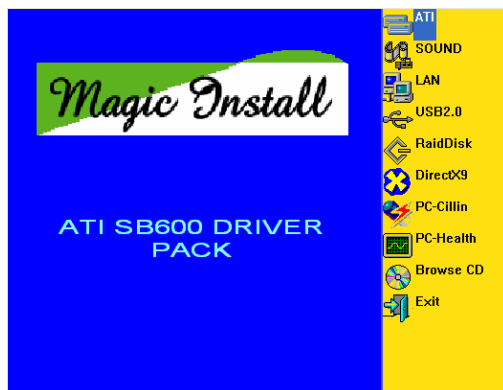 Magic Install
ATI SB600 DRIVER
PACK
ATI
SOUND
LAN
USB2.0
RaidDisk
DirectX9
PC-Cillin
PC-Health
Browse CD
Exit